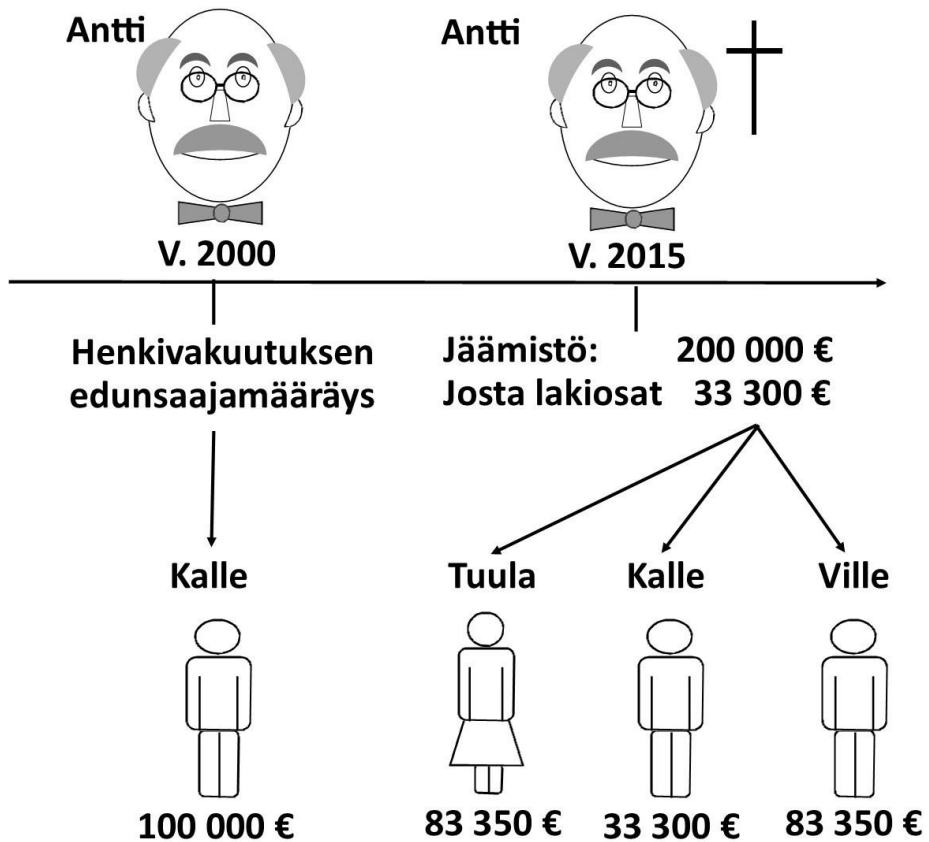 Antti
Antti
V. 2000
V. 2015
Henkivakuutuksen
edunsaajamääräys
Jäämistö: 200 000 €
Josta lakiosat 33 300 €
Kalle
Tuula
Kalle
Ville
100 000 €
83 350 €
33 300 €
83 350 €